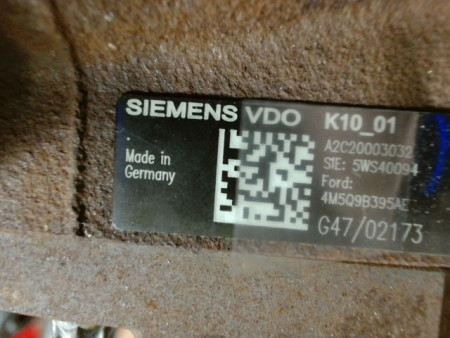 SIEMENS VDO
K10_01
Made in
Germany
A2C20003032
SIE: 5WS40094
Ford:
4M5Q9B395AE
G47/02173